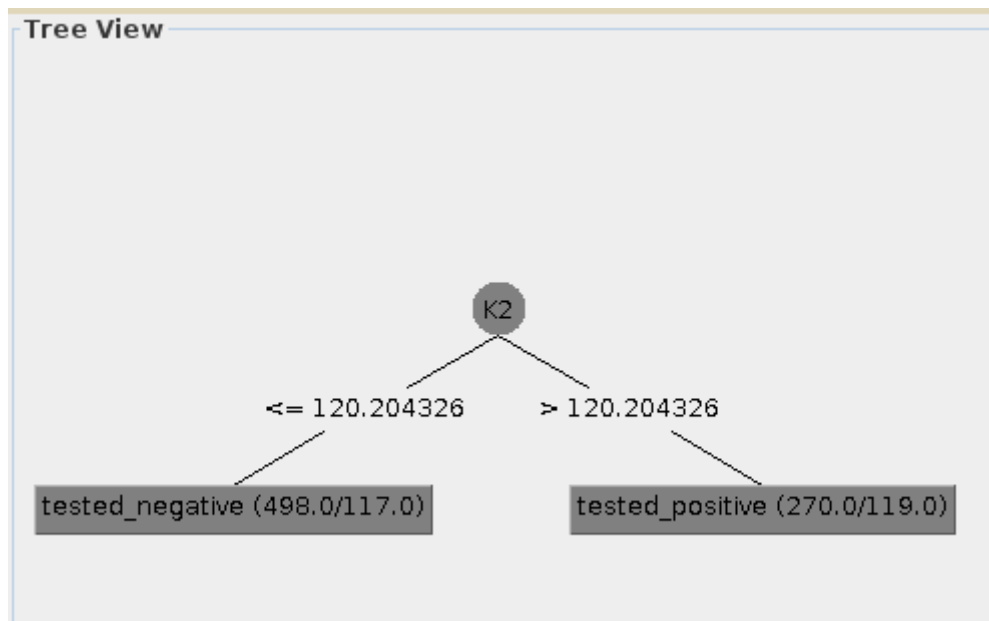 Tree View
K2
<= 120.204326 > 120.204326
tested_negative (498.0/117.0) tested_positive (270.0/119.0)